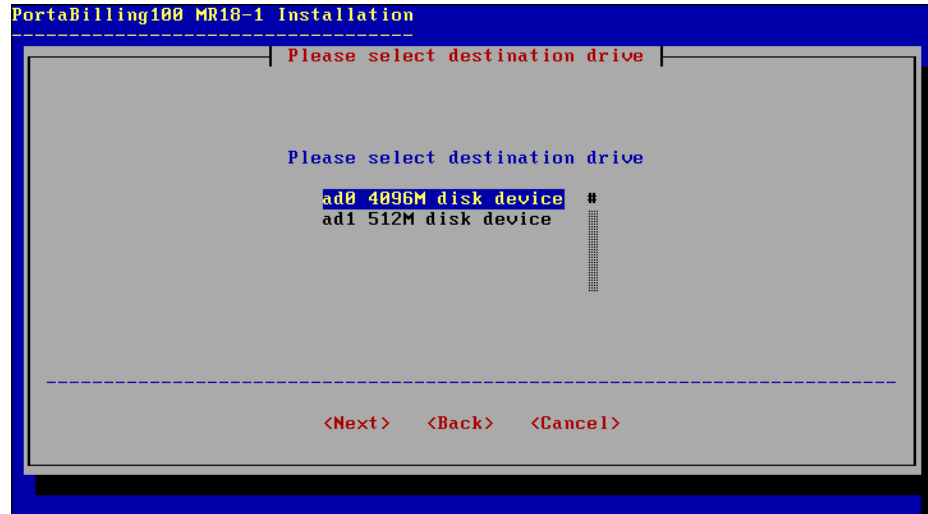 PortaBilling100 MR18-1 Installation
Please select destination drive
Please select destination drive
ad0 4096M disk device #
ad1 512M disk device
<Next> <Back> <Cancel>